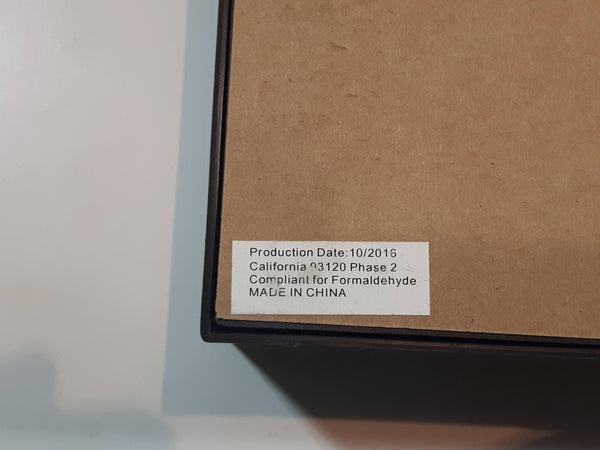 Production Date:10/2016
California 93120 Phase 2
Compliant for Formaldehyde
MADE IN CHINA